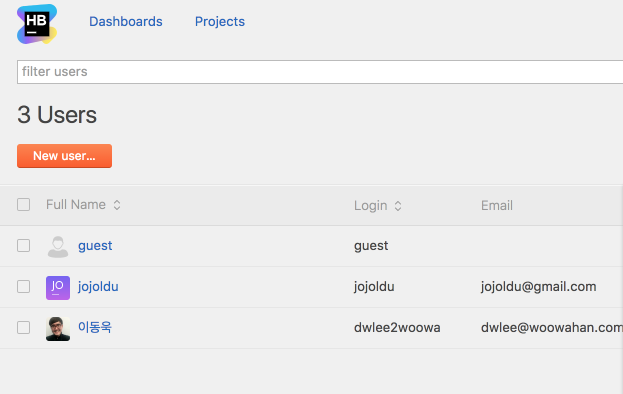 HB
Dashboards Projects
filter users
3 Users
New user...
Full Name Login Email
guest guest
JO jojoldu jojoldu jojoldu@gmail.com
이동욱 dwlee2woowa dwlee@woowahan.com